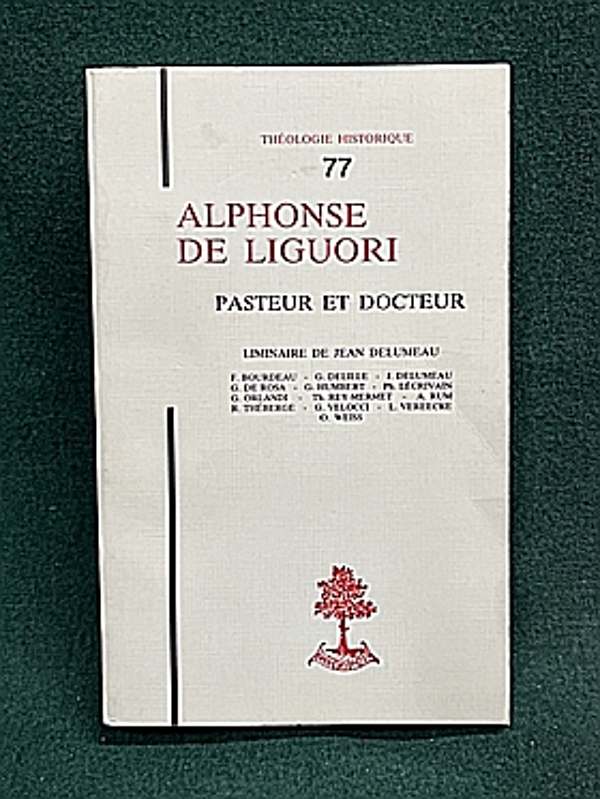 THÉOLOGIE HISTORIQUE
77
ALPHONSE
DE LIGUORI
PASTEUR ET DOCTEUR
LIMINAIRE DE JEAN DELUMEAU
F. BOURDEAU - G. DELILLE - J. DELUMEAU
G. DE ROSA - G. HUMBERT - Ph. LÉCRIVAIN
G. ORLANDI - Th. REY-MERMET - A. RUM
R. THÉBERGE - G. VELOCCI - L. VEREECKE
O. WEISS